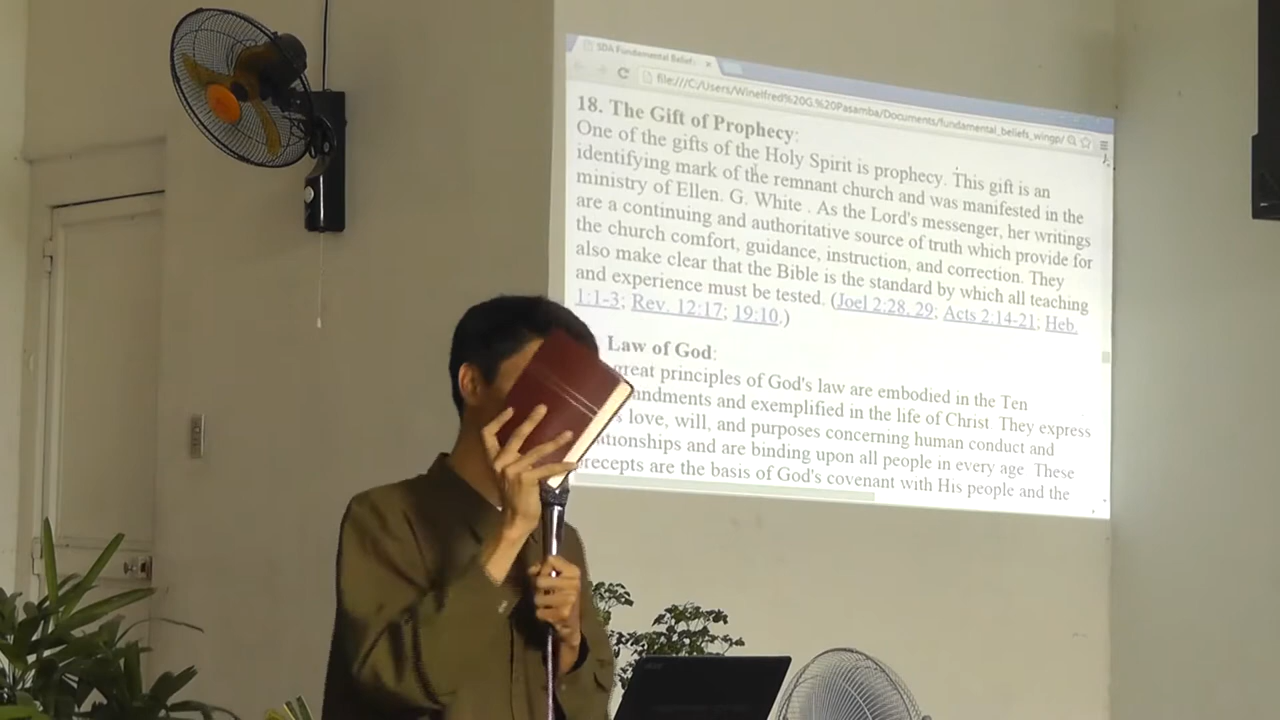 SDA Fundamental Beliefs
file:///C:/Users/Winelfred%20G.%20Pasamba/Documents/fundamental_beliefs_wingp/
18. The Gift of Prophecy:
One of the gifts of the Holy Spirit is prophecy. This gift is an
identifying mark of the remnant church and was manifested in the
ministry of Ellen. G. White . As the Lord's messenger, her writings
are a continuing and authoritative source of truth which provide for
the church comfort, guidance, instruction, and correction. They
also make clear that the Bible is the standard by which all teaching
and experience must be tested. (Joel 2:28, 29; Acts 2:14-21; Heb.
1:1-3; Rev. 12:17; 19:10.)
Law of God:
great principles of God's law are embodied in the Ten
and exemplified in the life of Christ. They express
love, will, and purposes concerning human conduct and
and are binding upon all people in every age. These
precepts are the basis of God's covenant with His people and the